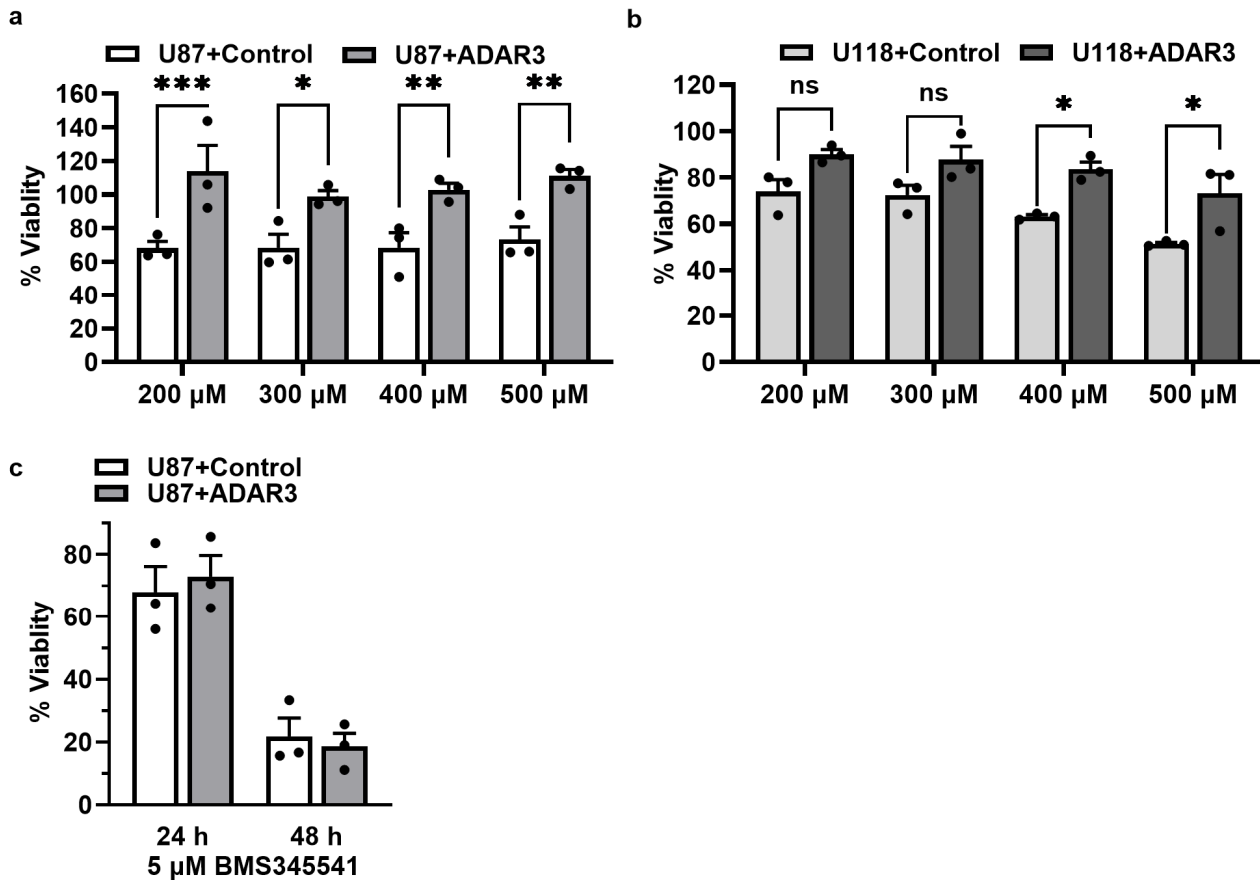 a
U87+Control U87+ADAR3
*** * ** **
% Viablity
160
140
120
100
80
60
40
20
0
200 µM 300 µM 400 µM 500 µM
b
U118+Control U118+ADAR3
ns ns * *
% Viablity
120
100
80
60
40
20
0
200 µM 300 µM 400 µM 500 µM
c
U87+Control
U87+ADAR3
% Viablity
80
60
40
20
0
24 h 48 h
5 µM BMS345541